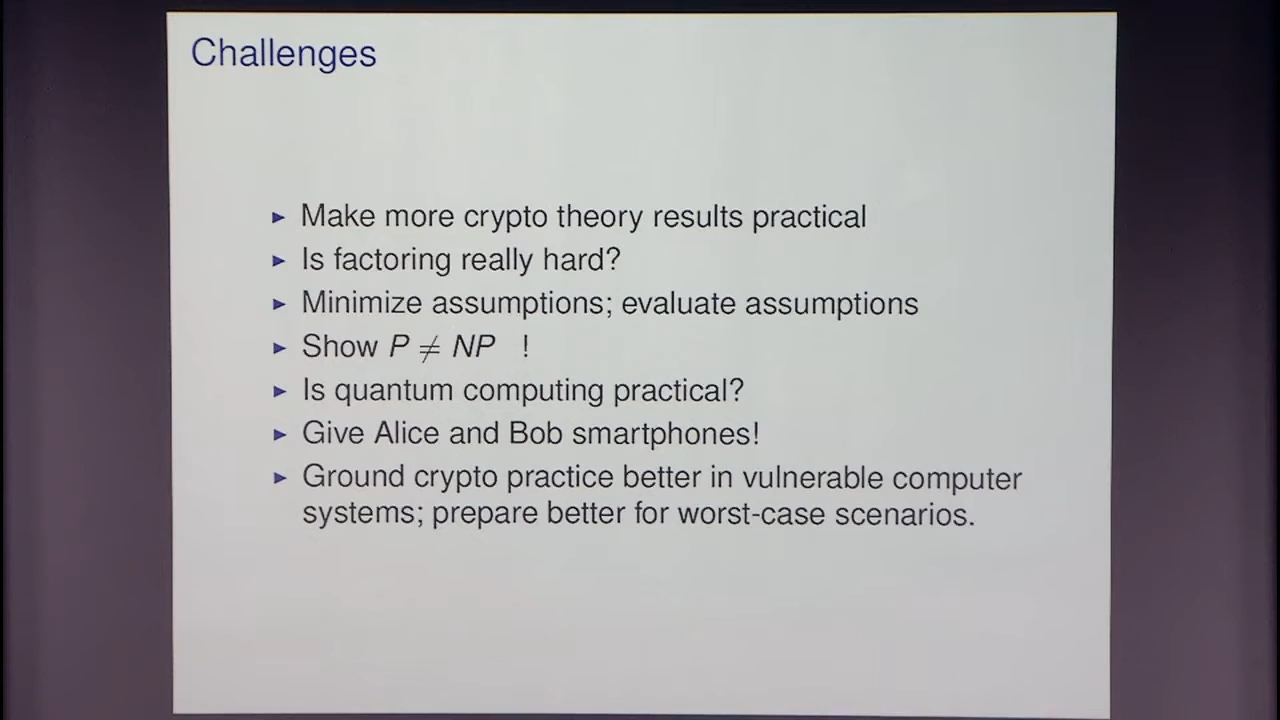 Challenges
► Make more crypto theory results practical
► Is factoring really hard?
► Minimize assumptions; evaluate assumptions
► Show P ≠ NP !
► Is quantum computing practical?
► Give Alice and Bob smartphones!
► Ground crypto practice better in vulnerable computer
systems; prepare better for worst-case scenarios.